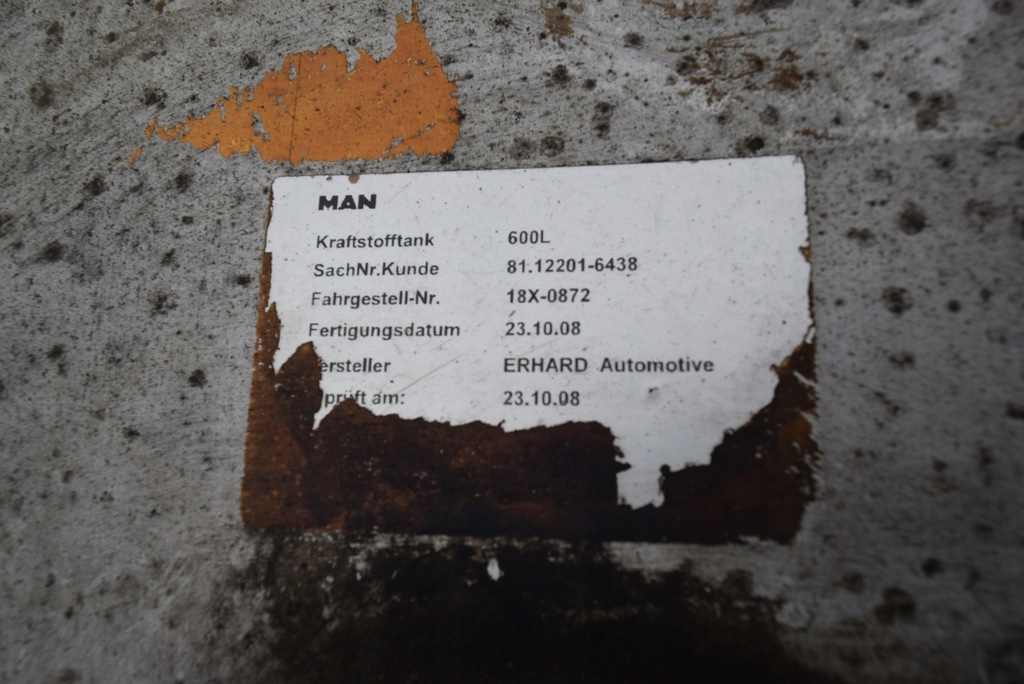 MAN
Kraftstofftank 600L
SachNr.Kunde 81.12201-6438
Fahrgestell-Nr. 18X-0872
Fertigungsdatum 23.10.08
ersteller ERHARD Automotive
prüft am: 23.10.08